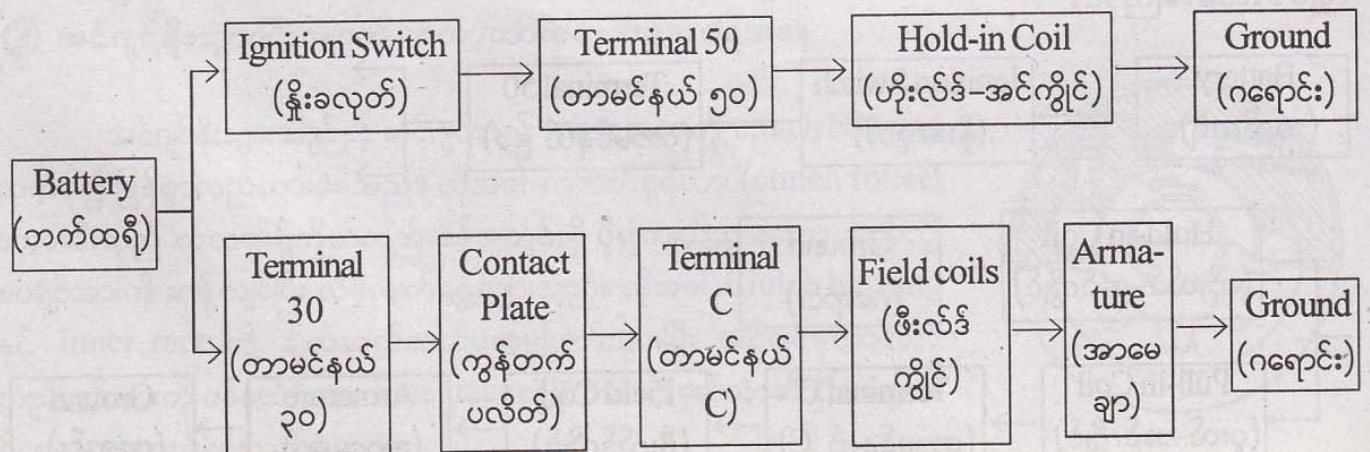 Ignition Switch
(နှိုးခလုတ်)
Terminal 50
(တာမင်နယ် ၅၀)
Hold-in Coil
(ဟိုးလ်ဒ်-အင်ကွိုင်)
Ground
(ဂရောင်း)
Battery
(ဘက်ထရီ)
Terminal
30
(တာမင်နယ်
၃၀)
Contact
Plate
(ကွန်တက်
ပလိတ်)
Terminal
C
(တာမင်နယ်
C)
Field coils
(ဖီးလ်ဒ်
ကွိုင်)
Arma-
ture
(အာမေ
ချာ)
Ground
(ဂရောင်း)